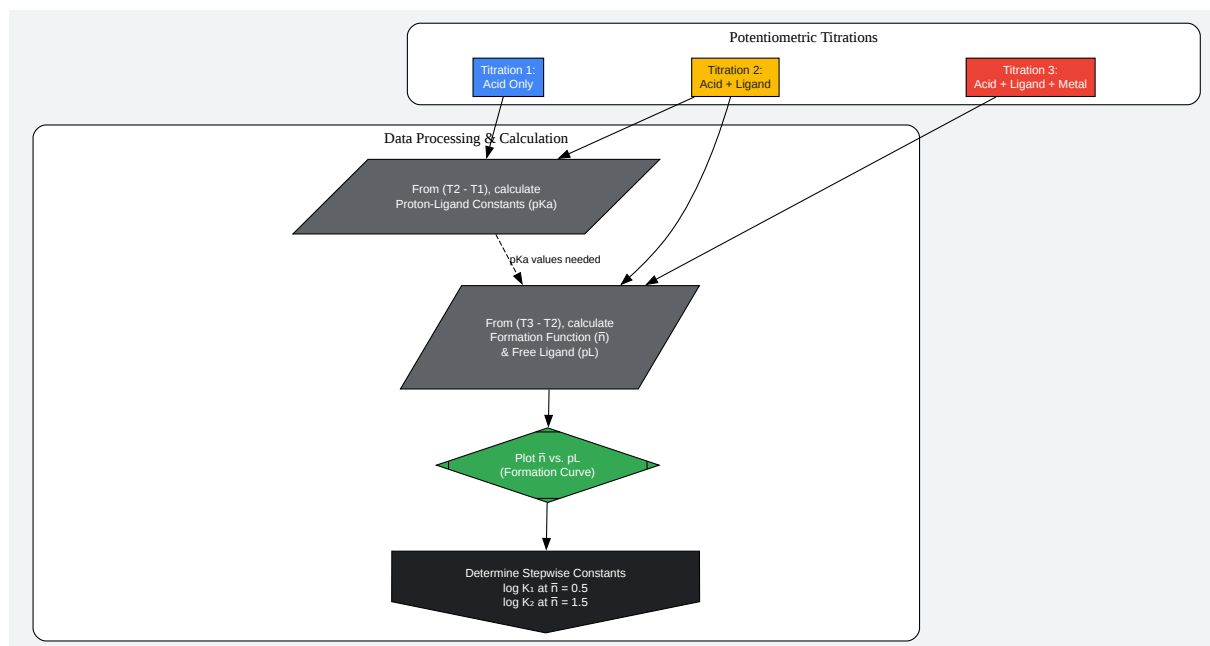 Potentiometric Titrations
Titration 1:
Acid Only
Titration 2:
Acid + Ligand
Titration 3:
Acid + Ligand + Metal
Data Processing & Calculation
From (T2 - T1), calculate
Proton-Ligand Constants (pKa)
pKa values needed
From (T3 - T2), calculate
Formation Function (n̅)
& Free Ligand (pL)
Plot n̅ vs. pL
(Formation Curve)
Determine Stepwise Constants
log K₁ at n̅ = 0.5
log K₂ at n̅ = 1.5